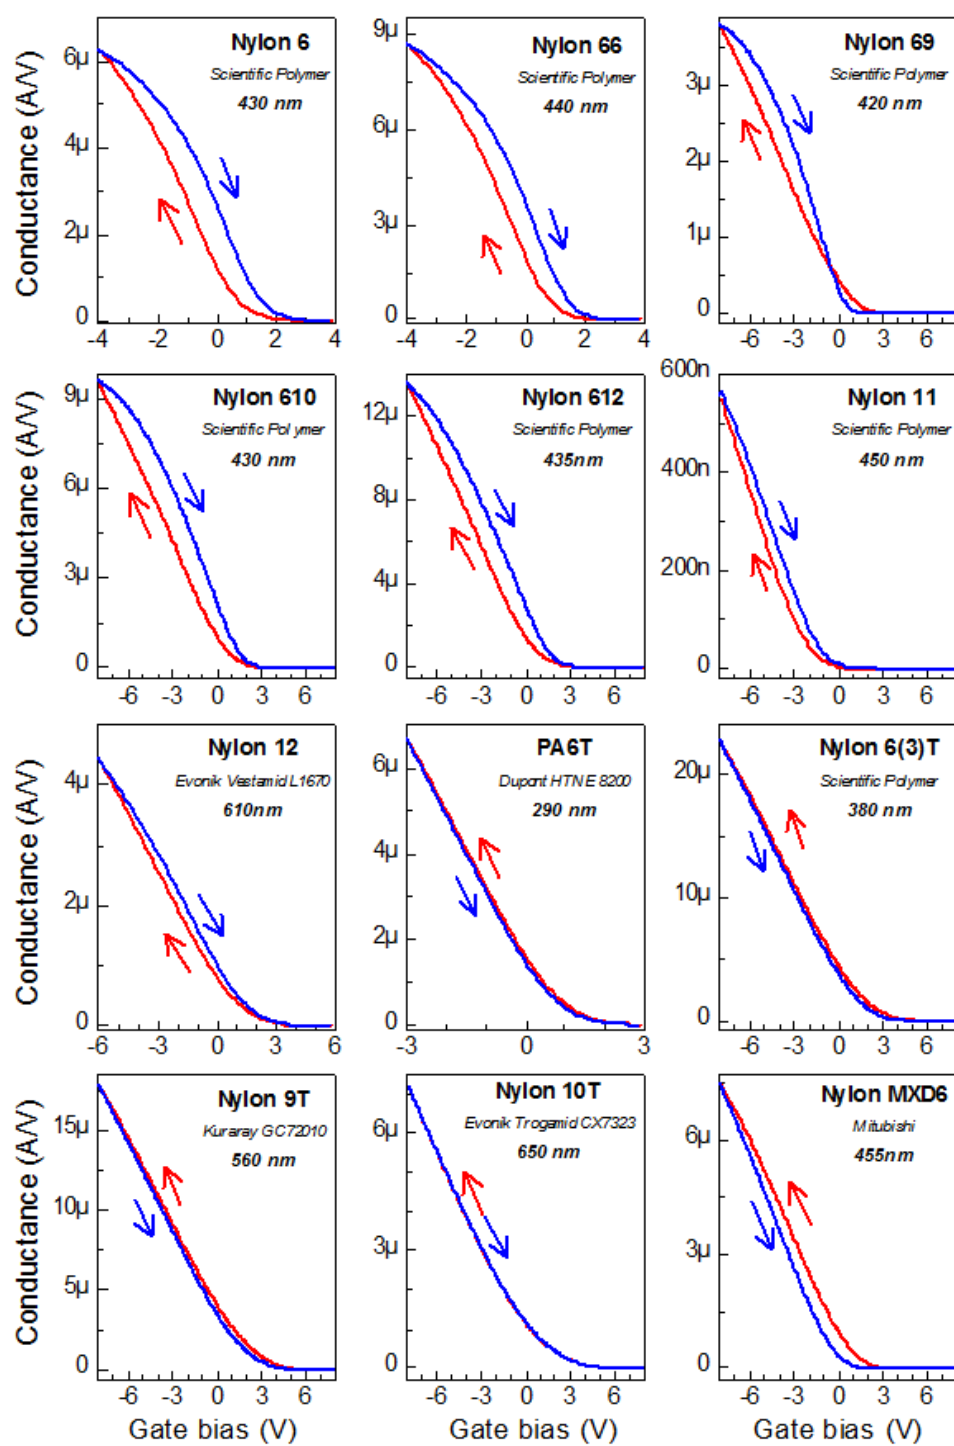 Nylon 6
Scientific Polymer
430 nm
Conductance (A/V)
6µ
4µ
2µ
0
-4 -2 0 2 4
Nylon 66
Scientific Polymer
440 nm
9µ
6µ
3µ
0
-4 -2 0 2 4
Nylon 69
Scientific Polymer
420 nm
3µ
2µ
1µ
0
-6 -3 0 3 6
Nylon 610
Scientific Polymer
430 nm
Conductance (A/V)
9µ
6µ
3µ
0
-6 -3 0 3 6
Nylon 612
Scientific Polymer
435nm
12µ
8µ
4µ
0
-6 -3 0 3 6
Nylon 11
Scientific Polymer
450 nm
600n
400n
200n
0
-6 -3 0 3 6
Nylon 12
Evonik Vestamid L1670
610nm
Conductance (A/V)
4µ
2µ
0
-6 -3 0 3 6
PA6T
Dupont HTNE8200
290 nm
6µ
4µ
2µ
0
-3 0 3
Nylon 6(3)T
Scientific Polymer
380 nm
20µ
10µ
0
-6 -3 0 3 6
Nylon 9T
Kuraray GC72010
560 nm
Conductance (A/V)
15µ
10µ
5µ
0
-6 -3 0 3 6
Gate bias (V)
Nylon 10T
Evonik Trogamid CX7323
650 nm
6µ
3µ
0
-6 -3 0 3 6
Gate bias (V)
Nylon MXD6
Mitubishi
455nm
6µ
3µ
0
-6 -3 0 3 6
Gate bias (V)